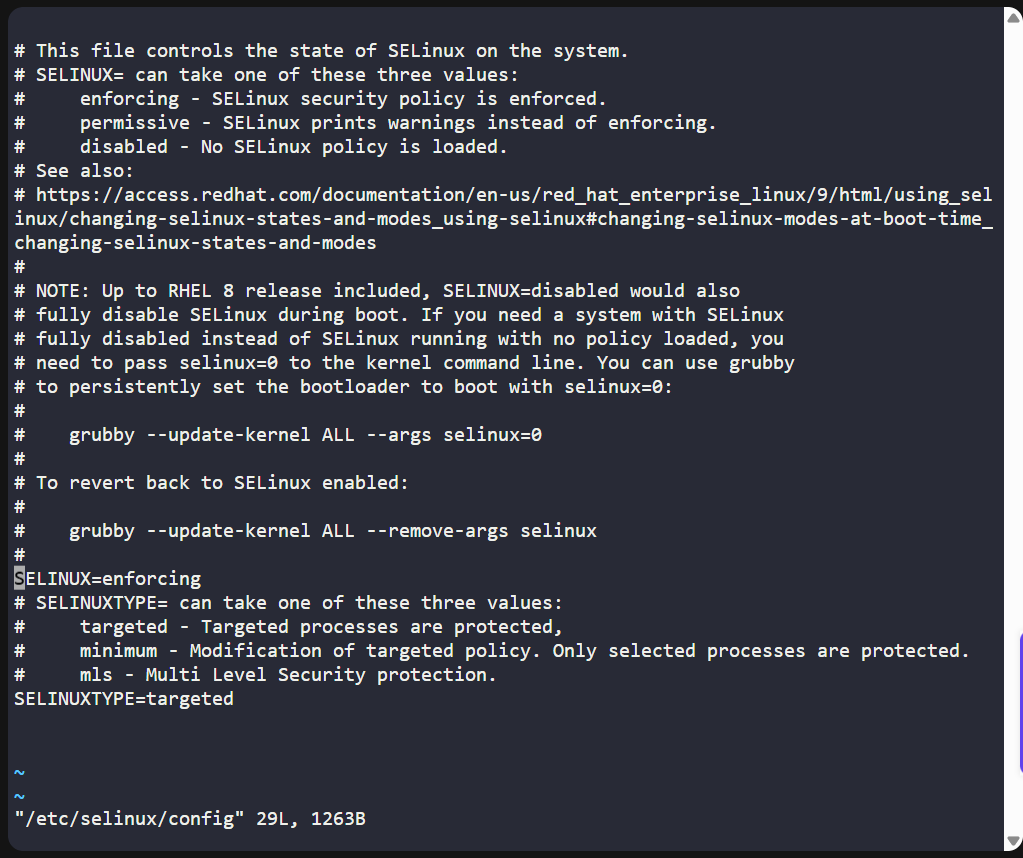 # This file controls the state of SELinux on the system.
# SELINUX= can take one of these three values:
#     enforcing - SELinux security policy is enforced.
#     permissive - SELinux prints warnings instead of enforcing.
#     disabled - No SELinux policy is loaded.
# See also:
# https://access.redhat.com/documentation/en-us/red_hat_enterprise_linux/9/html/using_sel
inux/changing-selinux-states-and-modes_using-selinux#changing-selinux-modes-at-boot-time_
changing-selinux-states-and-modes
#
# NOTE: Up to RHEL 8 release included, SELINUX=disabled would also
# fully disable SELinux during boot. If you need a system with SELinux
# fully disabled instead of SELinux running with no policy loaded, you
# need to pass selinux=0 to the kernel command line. You can use grubby
# to persistently set the bootloader to boot with selinux=0:
#
#    grubby --update-kernel ALL --args selinux=0
#
# To revert back to SELinux enabled:
#
#    grubby --update-kernel ALL --remove-args selinux
#
SELINUX=enforcing
# SELINUXTYPE= can take one of these three values:
#     targeted - Targeted processes are protected,
#     minimum - Modification of targeted policy. Only selected processes are protected.
#     mls - Multi Level Security protection.
SELINUXTYPE=targeted
~
~
"/etc/selinux/config" 29L, 1263B